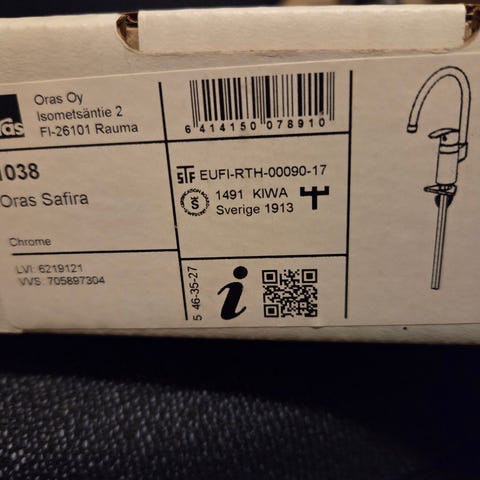 Oras Oy
Isometsäntie 2
FI-26101 Rauma
6 414150 078910
1038
Oras Safira
Chrome
LVI: 6219121
VVS: 705897304
STF EUFI-RTH-00090-17
1491 KIWA
Sverige 1913
5 46-35-27
i